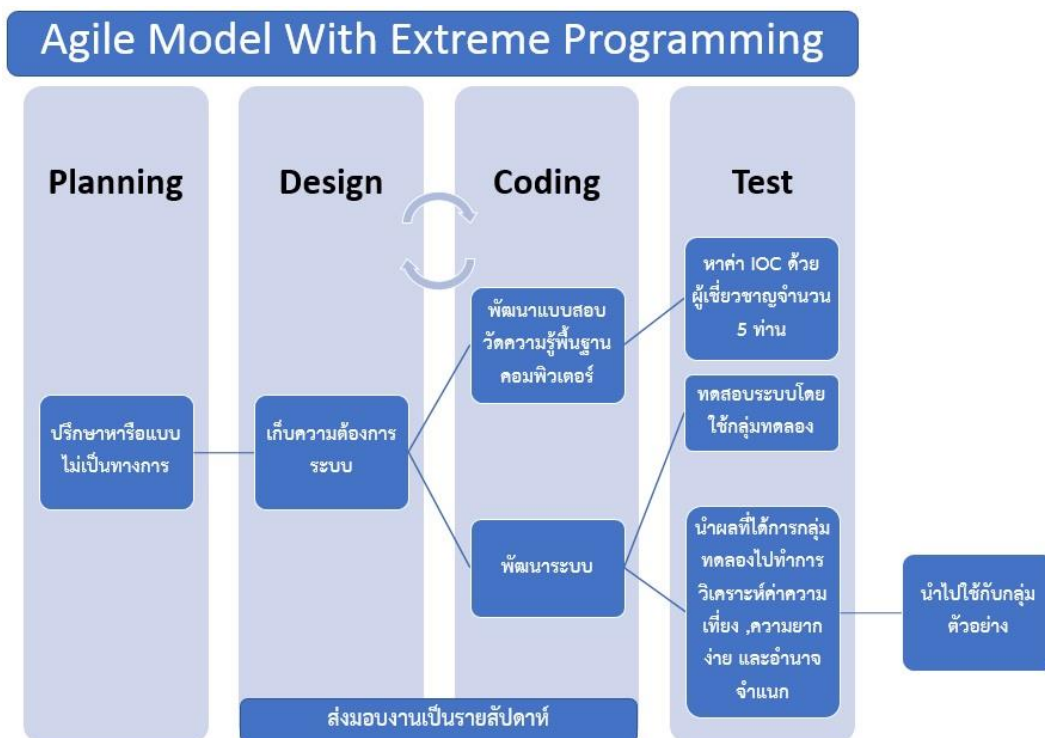 Agile Model With Extreme Programming
Planning
Design
Coding
Test
ปรึกษาหารือแบบ
ไม่เป็นทางการ
เก็บความต้องการ
ระบบ
พัฒนาแบบสอบ
วัดความรู้พื้นฐาน
คอมพิวเตอร์
พัฒนาระบบ
หาค่า IOC ด้วย
ผู้เชี่ยวชาญจำนวน
5 ท่าน
ทดสอบระบบโดย
ใช้กลุ่มทดลอง
นำผลที่ได้การกลุ่ม
ทดลองไปทำการ
วิเคราะห์ค่าความ
เที่ยง ,ความยาก
ง่าย และอำนาจ
จำแนก
นำไปใช้กับกลุ่ม
ตัวอย่าง
ส่งมอบงานเป็นรายสัปดาห์